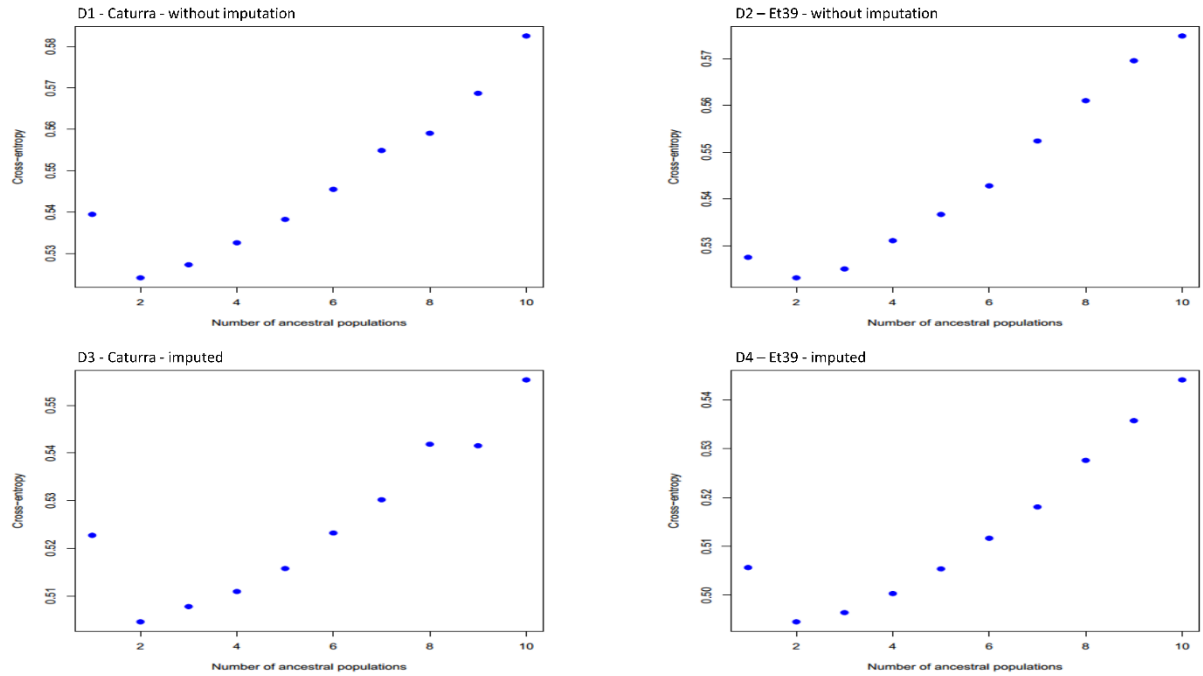 D1 - Caturra - without imputation
0.58
0.57
0.56
0.55
0.54
0.53
Cross-entropy
2 4 6 8 10
Number of ancestral populations
D2 – Et39 - without imputation
0.57
0.56
0.55
0.54
0.53
Cross-entropy
2 4 6 8 10
Number of ancestral populations
D3 - Caturra - imputed
0.55
0.54
0.53
0.52
0.51
Cross-entropy
2 4 6 8 10
Number of ancestral populations
D4 – Et39 - imputed
0.54
0.53
0.52
0.51
0.50
Cross-entropy
2 4 6 8 10
Number of ancestral populations